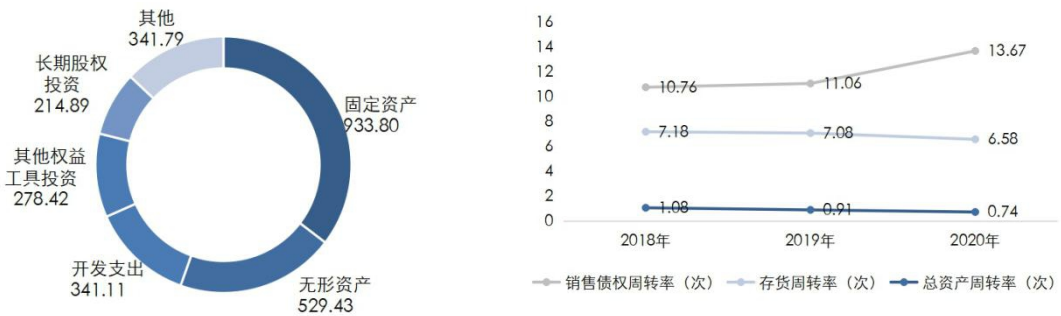 其他
341.79
长期股权
投资
214.89
其他权益
工具投资
278.42
开发支出
341.11
无形资产
529.43
固定资产
933.80
16
14
12
10
8
6
4
2
0
10.76
11.06
13.67
7.18
7.08
6.58
1.08
0.91
0.74
2018年
2019年
2020年
销售债权周转率（次）
存货周转率（次）
总资产周转率（次）